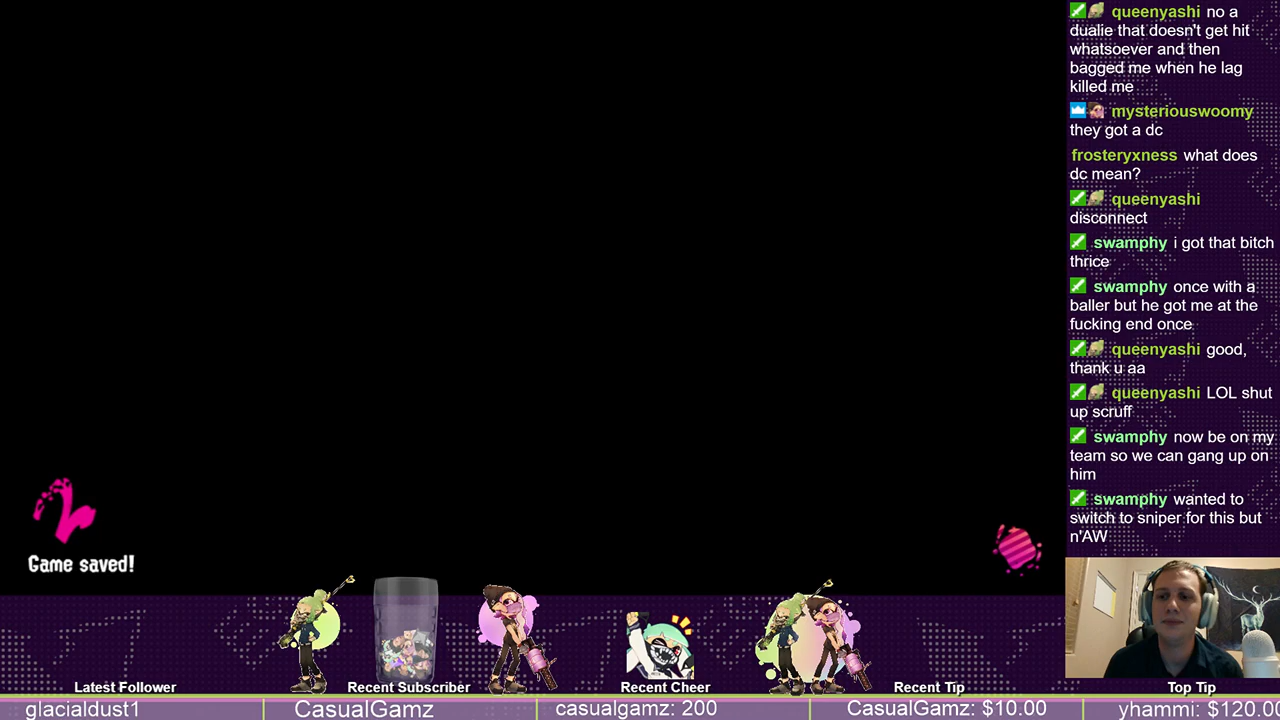 queenyashi no a
dualie that doesn't get hit
whatsoever and then
bagged me when he lag
killed me
mysteriouswoomy
they got a dc
frosteryxness what does
dc mean?
queenyashi
disconnect
swamphy i got that bitch
thrice
swamphy once with a
baller but he got me at the
fucking end once
queenyashi good,
thank u aa
queenyashi LOL shut
up scruff
swamphy now be on my
team so we can gang up on
him
swamphy wanted to
switch to sniper for this but
n'AW
Game saved!
Latest Follower
Recent Subscriber
Recent Cheer
Recent Tip
Top Tip
glacialdust1
CasualGamz
casualgamz: 200
CasualGamz: $10.00
yhammi: $120.00